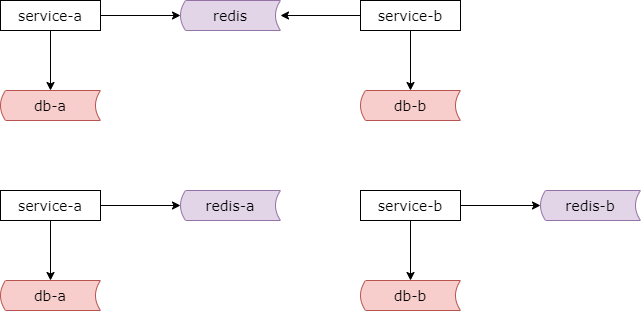 service-a
redis
service-b
db-a
db-b
service-a
redis-a
service-b
redis-b
db-a
db-b